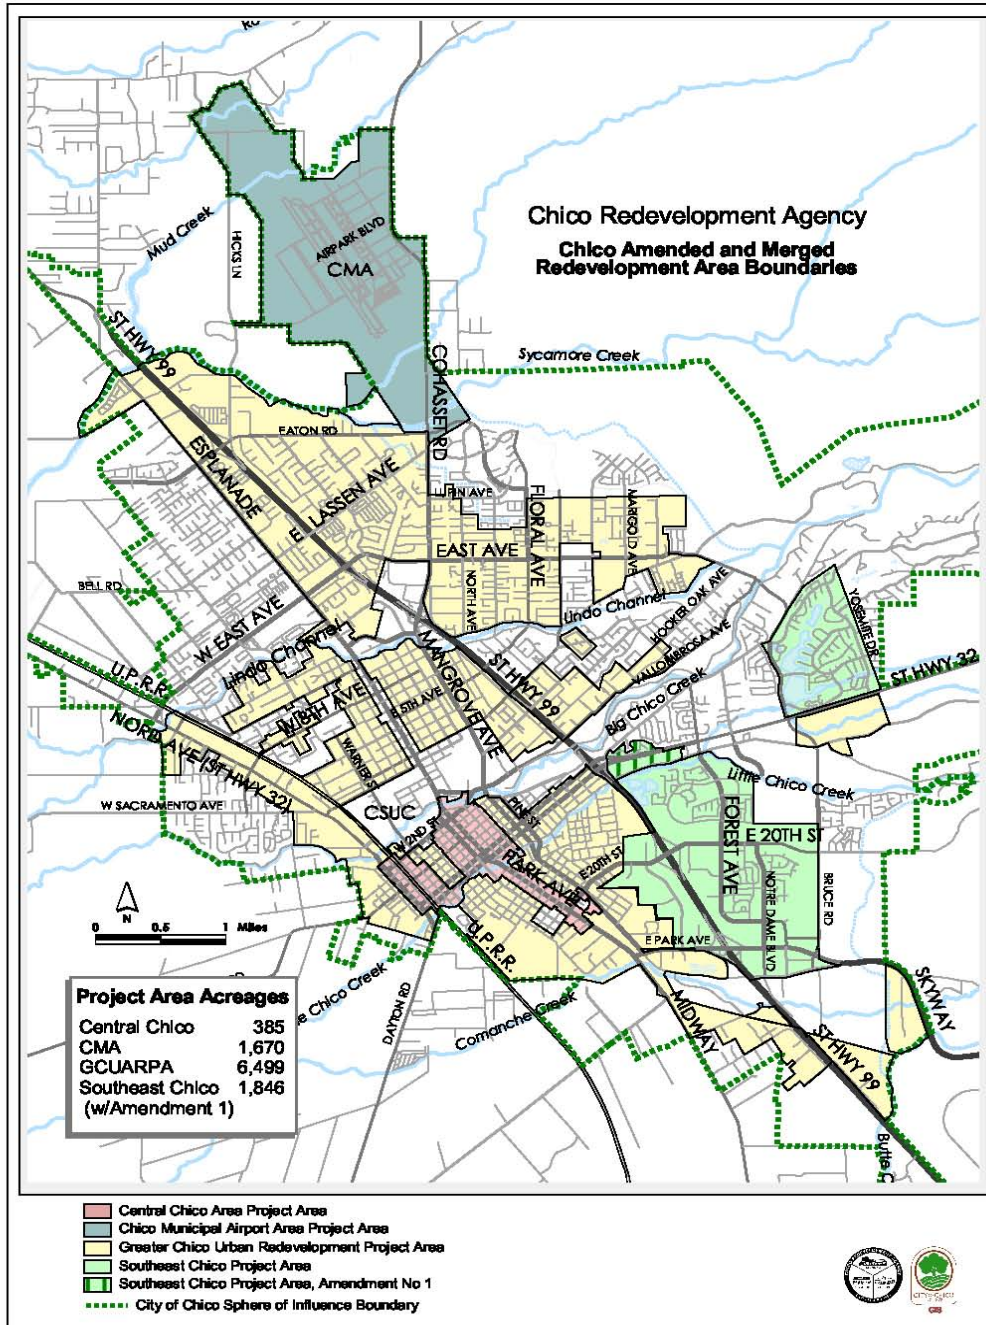 Chico Redevelopment Agency
Chico Amended and Merged
Redevelopment Area Boundaries
Mud Creek
HICKS LN
AIRPARK BLVD
CMA
ST HWY 99
COHASSET RD
Sycamore Creek
EATON RD
ESPLANADE
E LASSEN AVE
FLORAL AVE
MARIGOLD AVE
EAST AVE
NORTH AVE
BELL RD
W EAST AVE
Lindo Channel
Lindo Channel
HOOKER OAK AVE
VALLOMBROSA AVE
YOSEMITE DR
U.P.R.R.
MANGROVE AVE
ST HWY 99
ST HWY 32
W 8TH AVE
E 5TH AVE
Big Chico Creek
NORD AVE (ST HWY 32)
WARNER ST
W SACRAMENTO AVE
CSUC
W 2ND ST
PINE ST
Little Chico Creek
FOREST AVE
E 20TH ST
E 20TH ST
PARK AVE
NOTRE DAME BLVD
BRUCE RD
N
0 0.5 1 Miles
U.P.R.R.
E PARK AVE
SKYWAY
Chico Creek
DAYTON RD
Comanche Creek
MIDWAY
ST HWY 99
Butte C
Project Area Acreages
Central Chico 385
CMA 1,670
GCUARPA 6,499
Southeast Chico 1,846
(w/Amendment 1)
Central Chico Area Project Area
Chico Municipal Airport Area Project Area
Greater Chico Urban Redevelopment Project Area
Southeast Chico Project Area
Southeast Chico Project Area, Amendment No 1
City of Chico Sphere of Influence Boundary